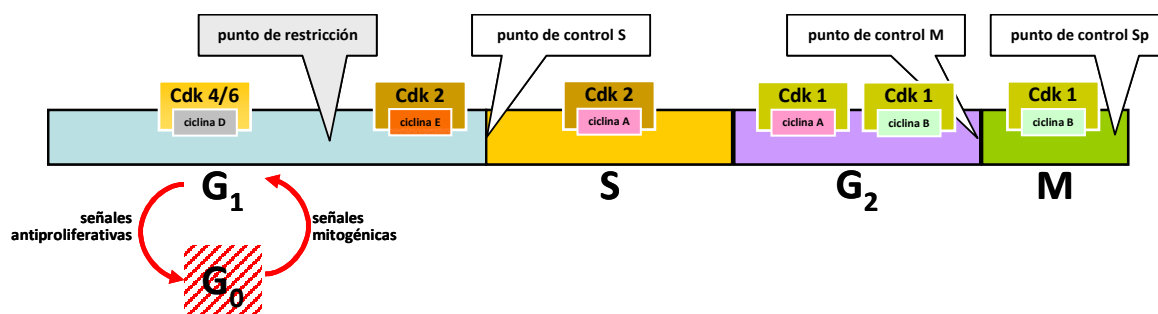 punto de restricción
punto de control S
punto de control M
punto de control Sp
Cdk 4/6
ciclina D
Cdk 2
ciclina E
Cdk 2
ciclina A
Cdk 1
ciclina A
Cdk 1
ciclina B
Cdk 1
ciclina B
G1
S
G2
M
señales
antiproliferativas
señales
mitogénicas
G0